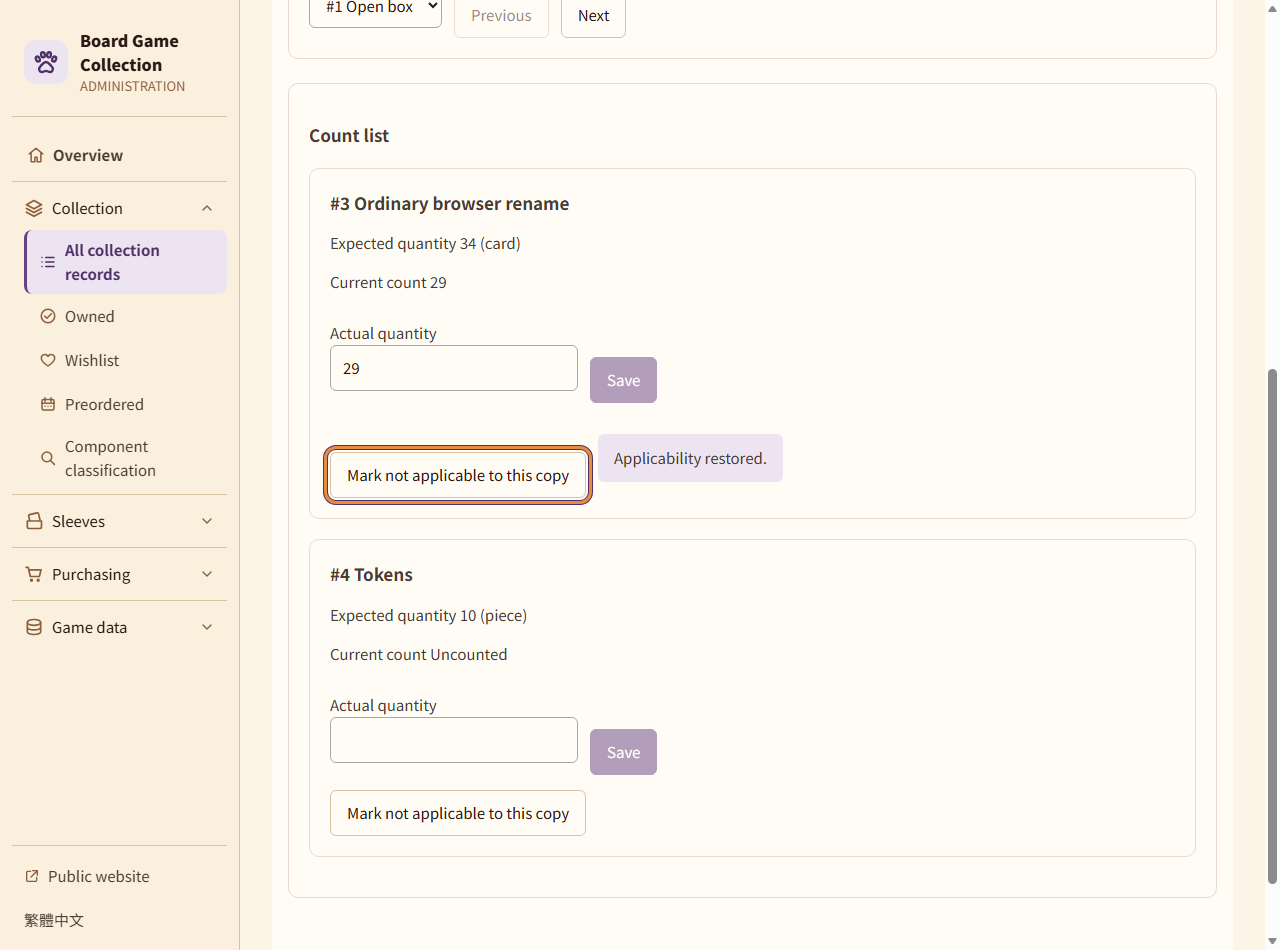 Board Game
Collection
ADMINISTRATION
Overview
Collection
All collection
records
Owned
Wishlist
Preordered
Component
classification
Sleeves
Purchasing
Game data
Public website
繁體中文
#1 Open box
Previous
Next
Count list
#3 Ordinary browser rename
Expected quantity 34 (card)
Current count 29
Actual quantity
29
Save
Mark not applicable to this copy
Applicability restored.
#4 Tokens
Expected quantity 10 (piece)
Current count Uncounted
Actual quantity
Save
Mark not applicable to this copy